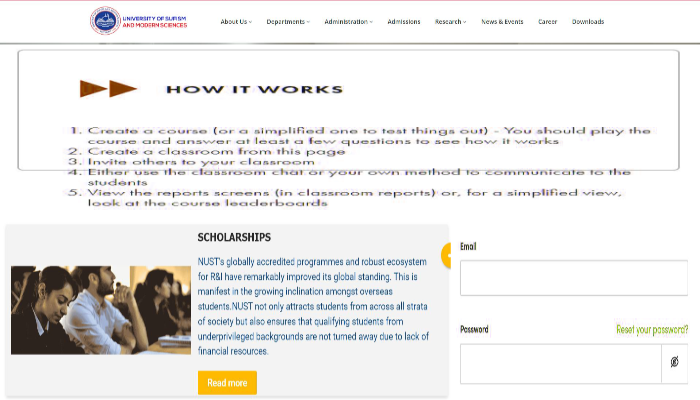 UNIVERSITY OF SUFISM
AND MODERN SCIENCES
About Us
Departments
Administration
Admissions
Research
News & Events
Career
Downloads
HOW IT WORKS
1. Create a course (or a simplified one to test things out) - You should play the
course and answer at least a few questions to see how it works
2. Create a classroom from this page
3. Invite others to your classroom
4. Either use the classroom chat or your own method to communicate to the
students
5. View the reports screens (in classroom reports) or, for a simplified view,
look at the course leaderboards
SCHOLARSHIPS
NUST's globally accredited programmes and robust ecosystem
for R&I have remarkably improved its global standing. This is
manifest in the growing inclination amongst overseas
students.NUST not only attracts students from across all strata
of society but also ensures that qualifying students from
underprivileged backgrounds are not turned away due to lack of
financial resources.
Read more
Email
Password
Reset your password?